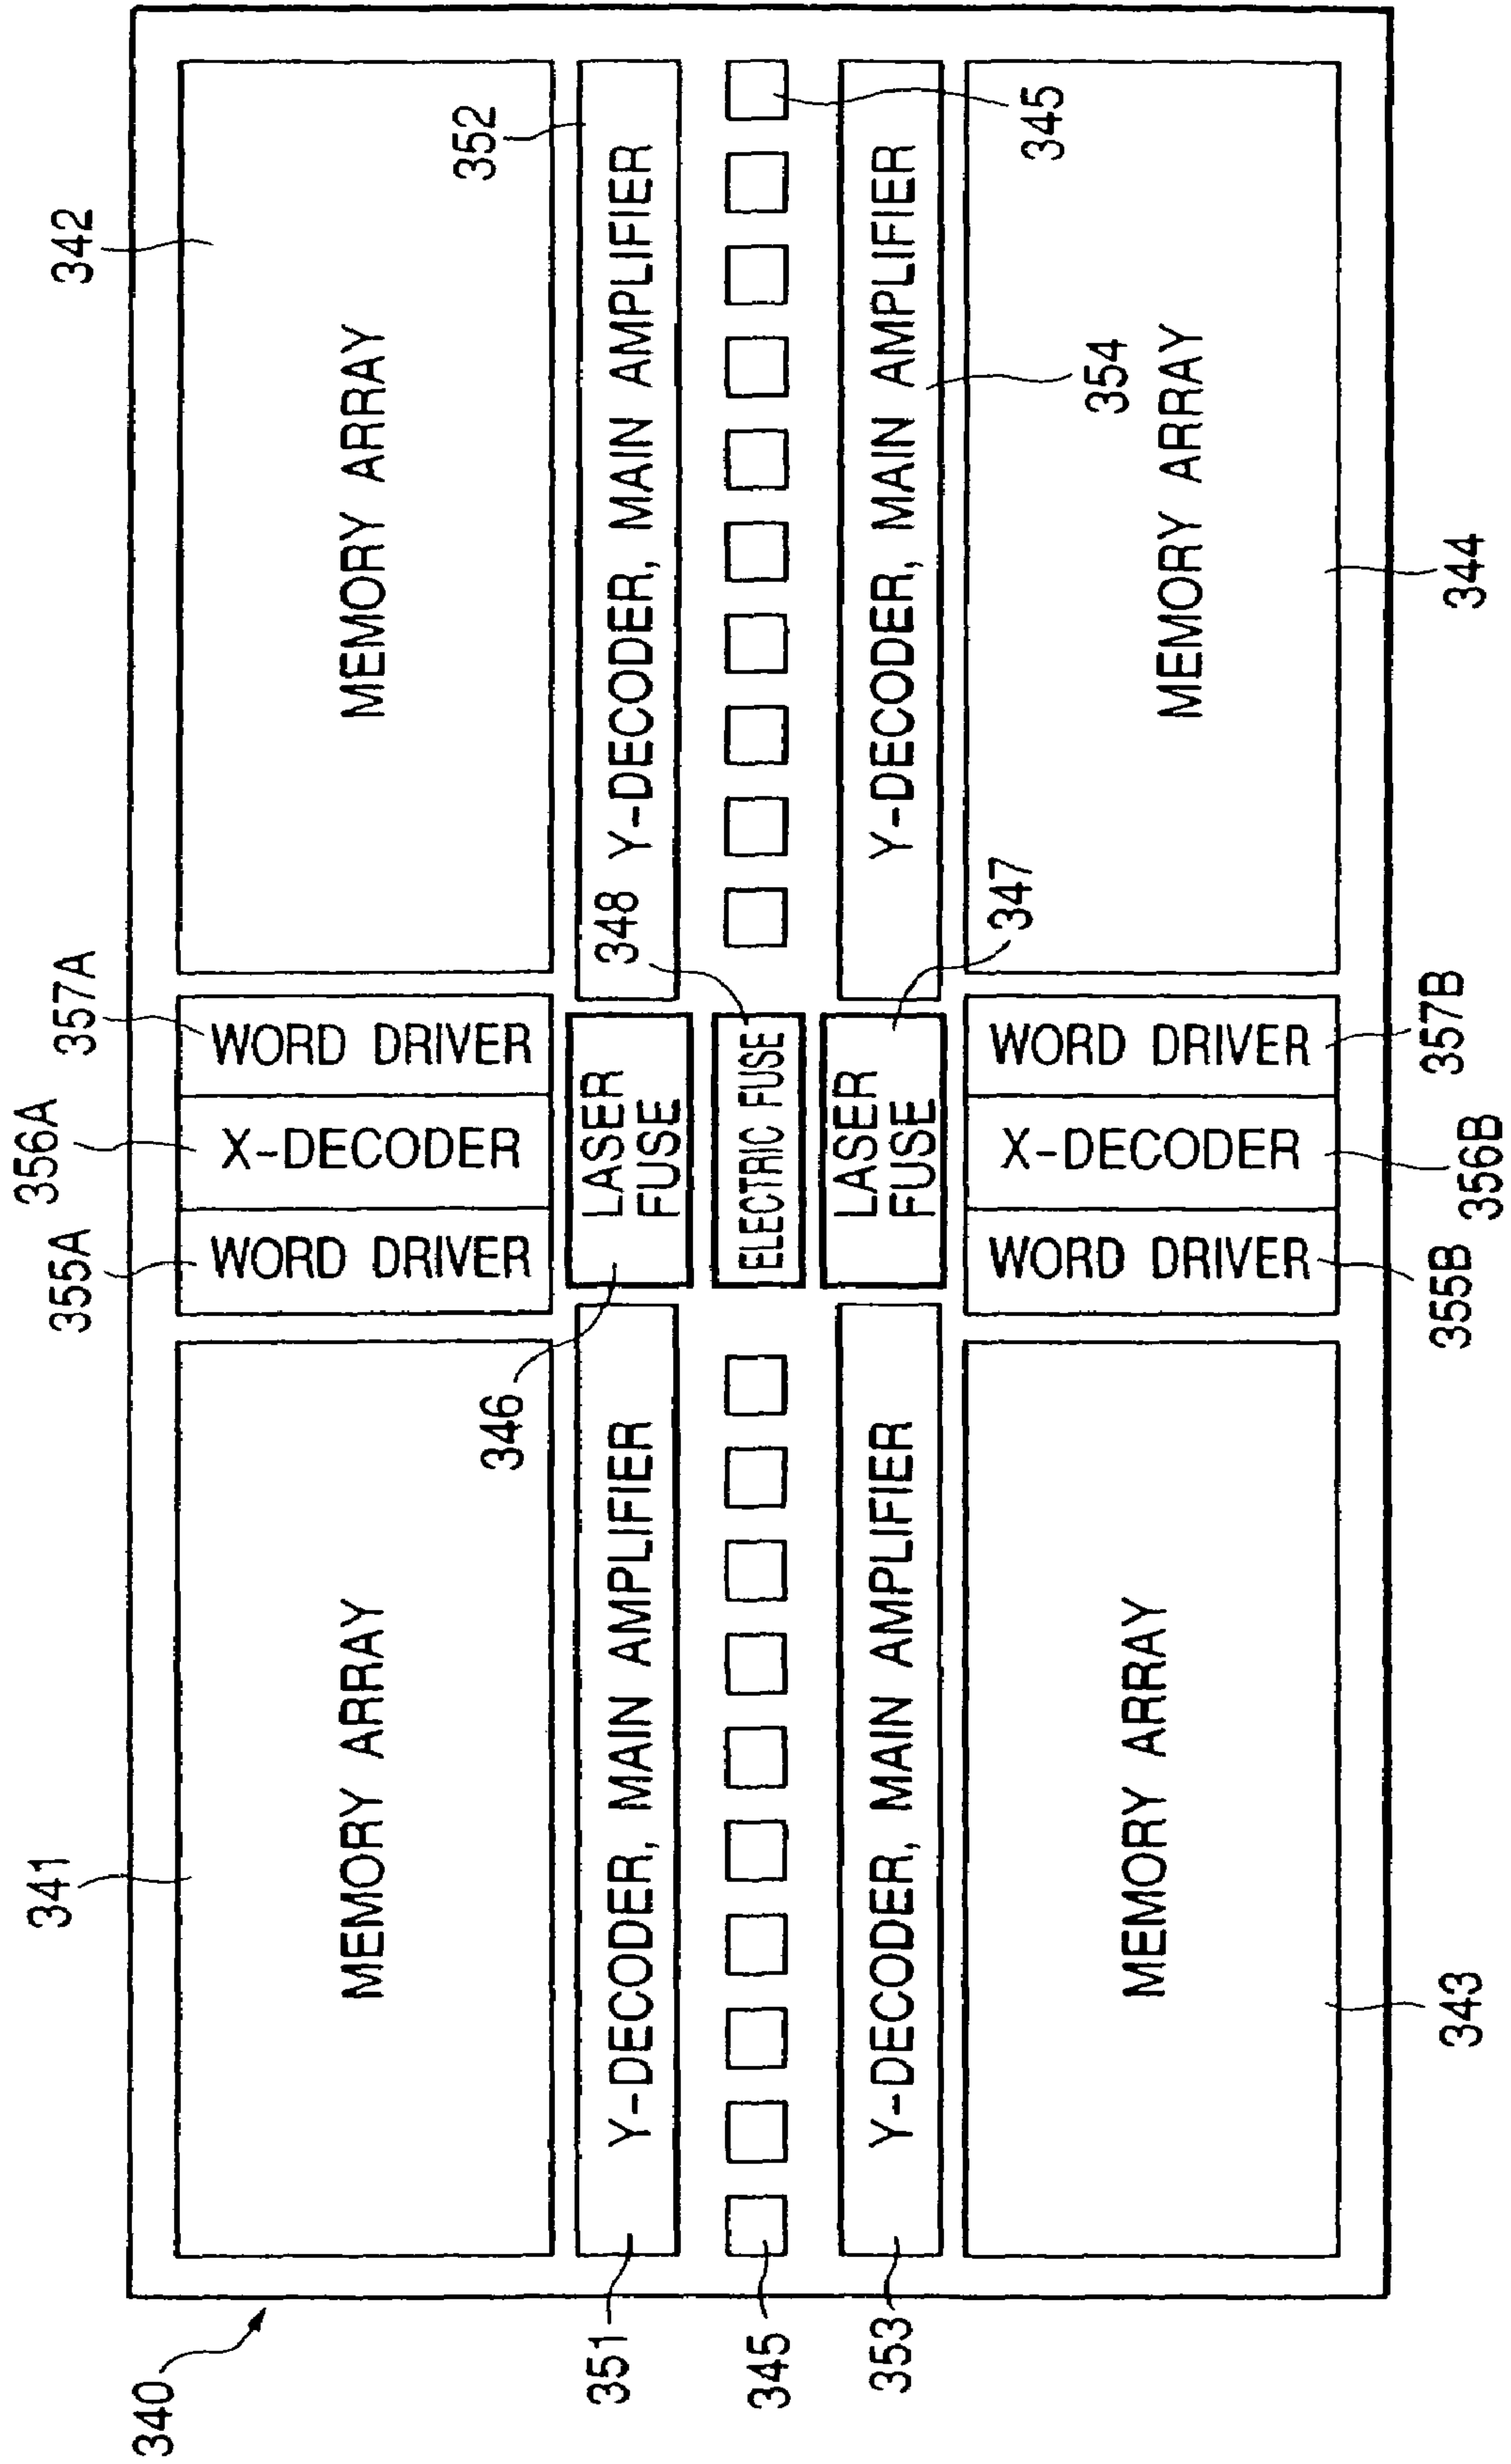 340
341
355A
356A
357A
342
MEMORY ARRAY
WORD DRIVER
X-DECODER
WORD DRIVER
MEMORY ARRAY
346
352
351
Y-DECODER, MAIN AMPLIFIER
LASER
FUSE
348
Y-DECODER, MAIN AMPLIFIER
345
ELECTRIC FUSE
353
Y-DECODER, MAIN AMPLIFIER
LASER
FUSE
Y-DECODER, MAIN AMPLIFIER
347
354
345
MEMORY ARRAY
WORD DRIVER
X-DECODER
WORD DRIVER
MEMORY ARRAY
343
355B
356B
357B
344